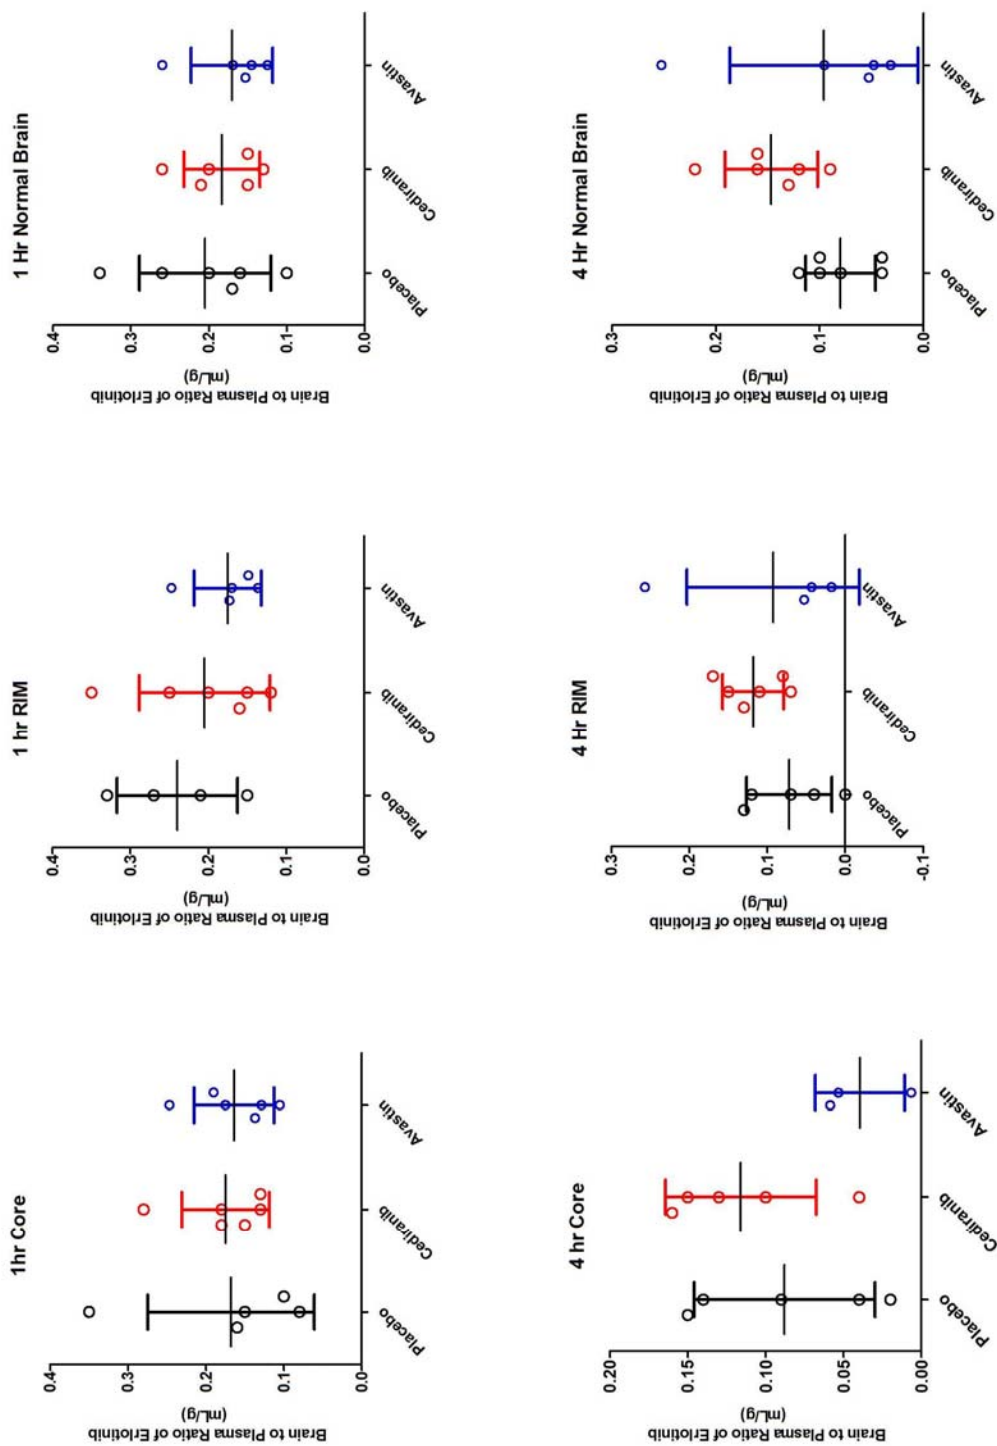 1hr Core
Brain to Plasma Ratio of Erlotinib
(mL/g)
0.4
0.3
0.2
0.1
0.0
Placebo
Cediranib
Avastin
1 hr RIM
Brain to Plasma Ratio of Erlotinib
(mL/g)
0.4
0.3
0.2
0.1
0.0
Placebo
Cediranib
Avastin
1 Hr Normal Brain
Brain to Plasma Ratio of Erlotinib
(mL/g)
0.4
0.3
0.2
0.1
0.0
Placebo
Cediranib
Avastin
4 hr Core
Brain to Plasma Ratio of Erlotinib
(mL/g)
0.20
0.15
0.10
0.05
0.00
Placebo
Cediranib
Avastin
4 Hr RIM
Brain to Plasma Ratio of Erlotinib
(mL/g)
0.3
0.2
0.1
0.0
-0.1
Placebo
Cediranib
Avastin
4 Hr Normal Brain
Brain to Plasma Ratio of Erlotinib
(mL/g)
0.3
0.2
0.1
0.0
Placebo
Cediranib
Avastin